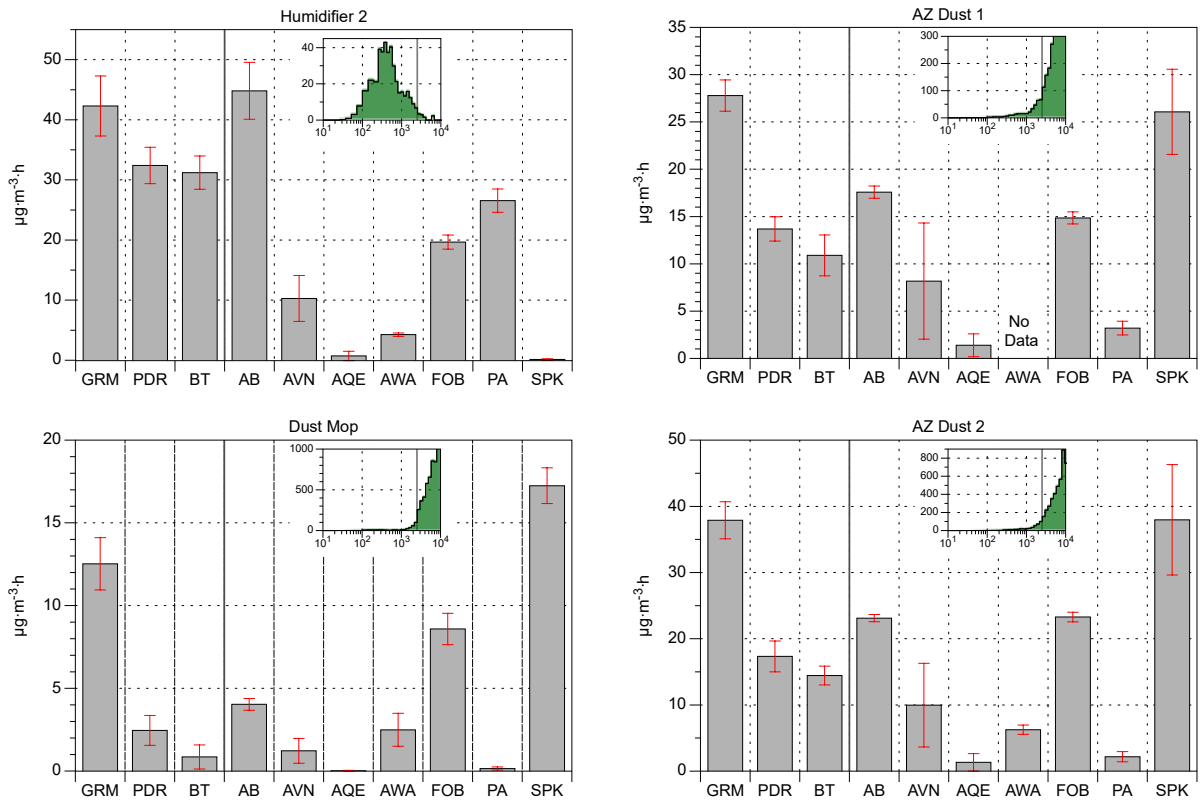 Humidifier 2
50
40
30
20
10
0
µg·m⁻³·h
40
20
0
10¹ 10² 10³ 10⁴
GRM PDR BT AB AVN AQE AWA FOB PA SPK
AZ Dust 1
35
30
25
20
15
10
5
0
µg·m⁻³·h
300
200
100
0
10¹ 10² 10³ 10⁴
No
Data
GRM PDR BT AB AVN AQE AWA FOB PA SPK
Dust Mop
20
15
10
5
0
µg·m⁻³·h
1000
500
0
10¹ 10² 10³ 10⁴
GRM PDR BT AB AVN AQE AWA FOB PA SPK
AZ Dust 2
50
40
30
20
10
0
µg·m⁻³·h
800
600
400
200
0
10¹ 10² 10³ 10⁴
GRM PDR BT AB AVN AQE AWA FOB PA SPK